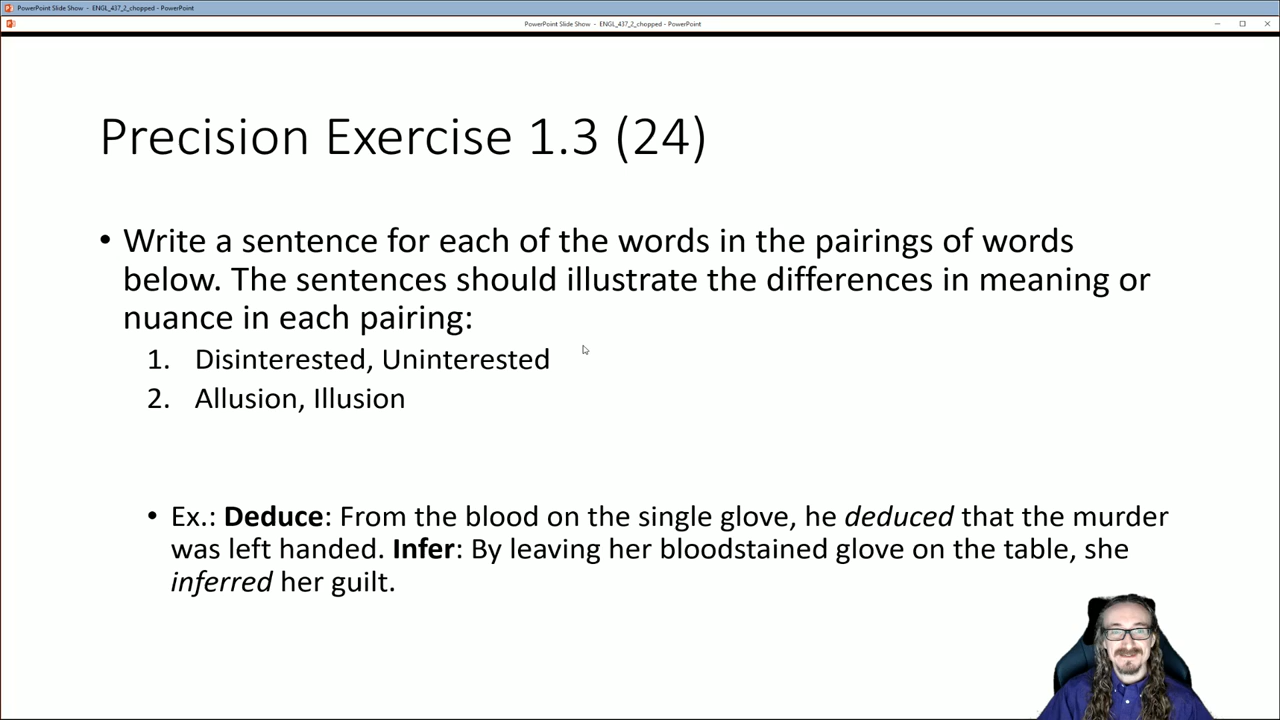 PowerPoint Slide Show - ENGL_437_2_chopped - PowerPoint
PowerPoint Slide Show - ENGL_437_2_chopped - PowerPoint
Precision Exercise 1.3 (24)
• Write a sentence for each of the words in the pairings of words
below. The sentences should illustrate the differences in meaning or
nuance in each pairing:
1. Disinterested, Uninterested
2. Allusion, Illusion
• Ex.: Deduce: From the blood on the single glove, he deduced that the murder
was left handed. Infer: By leaving her bloodstained glove on the table, she
inferred her guilt.